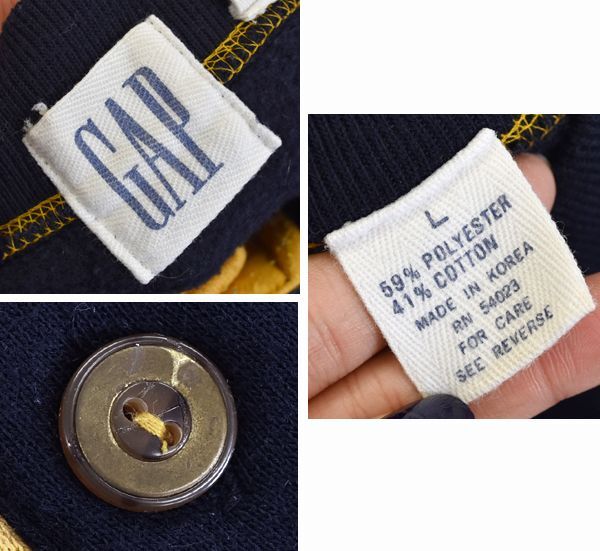 GAP
L
59% POLYESTER
41% COTTON
MADE IN KOREA
RN 54023
FOR CARE
SEE REVERSE